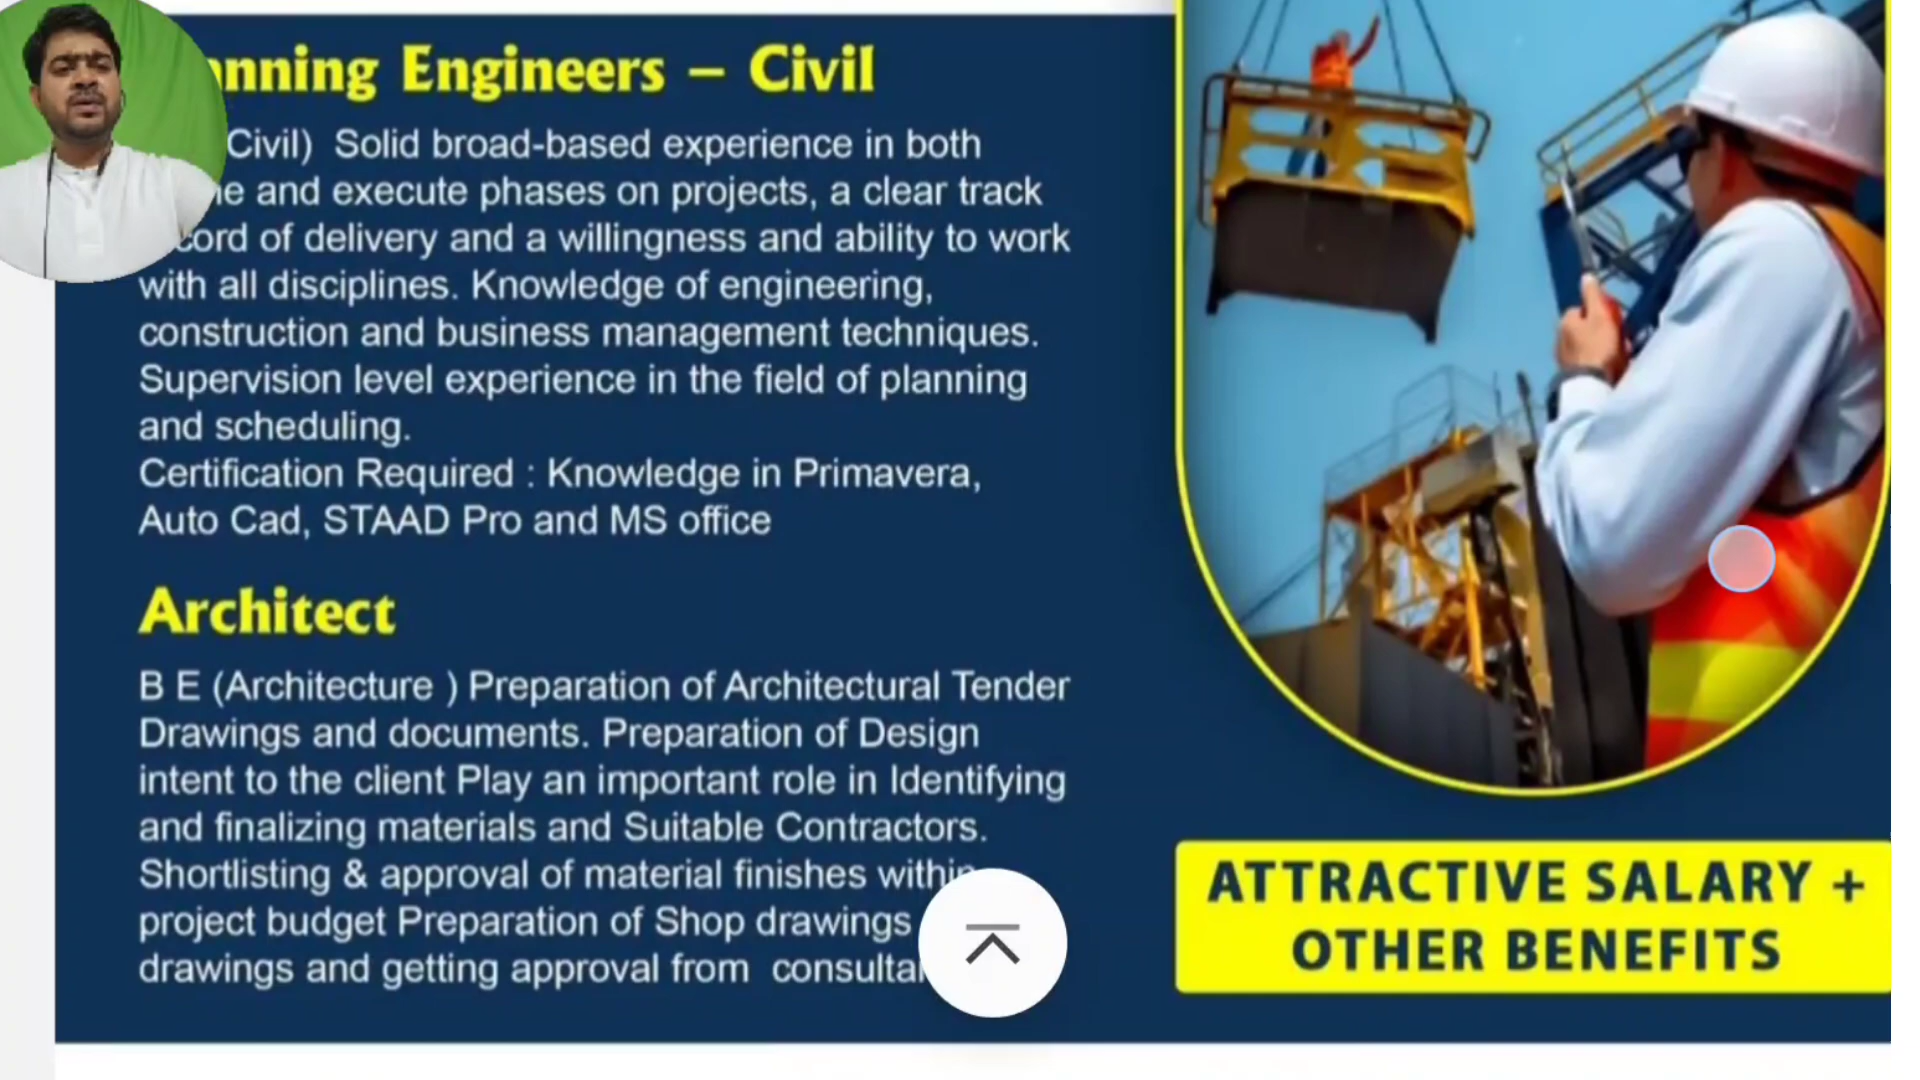 nning Engineers – Civil
Civil) Solid broad-based experience in both
e and execute phases on projects, a clear track
cord of delivery and a willingness and ability to work
with all disciplines. Knowledge of engineering,
construction and business management techniques.
Supervision level experience in the field of planning
and scheduling.
Certification Required : Knowledge in Primavera,
Auto Cad, STAAD Pro and MS office
Architect
B E (Architecture ) Preparation of Architectural Tender
Drawings and documents. Preparation of Design
intent to the client Play an important role in Identifying
and finalizing materials and Suitable Contractors.
Shortlisting & approval of material finishes within
project budget Preparation of Shop drawings
drawings and getting approval from consulta
ATTRACTIVE SALARY +
OTHER BENEFITS